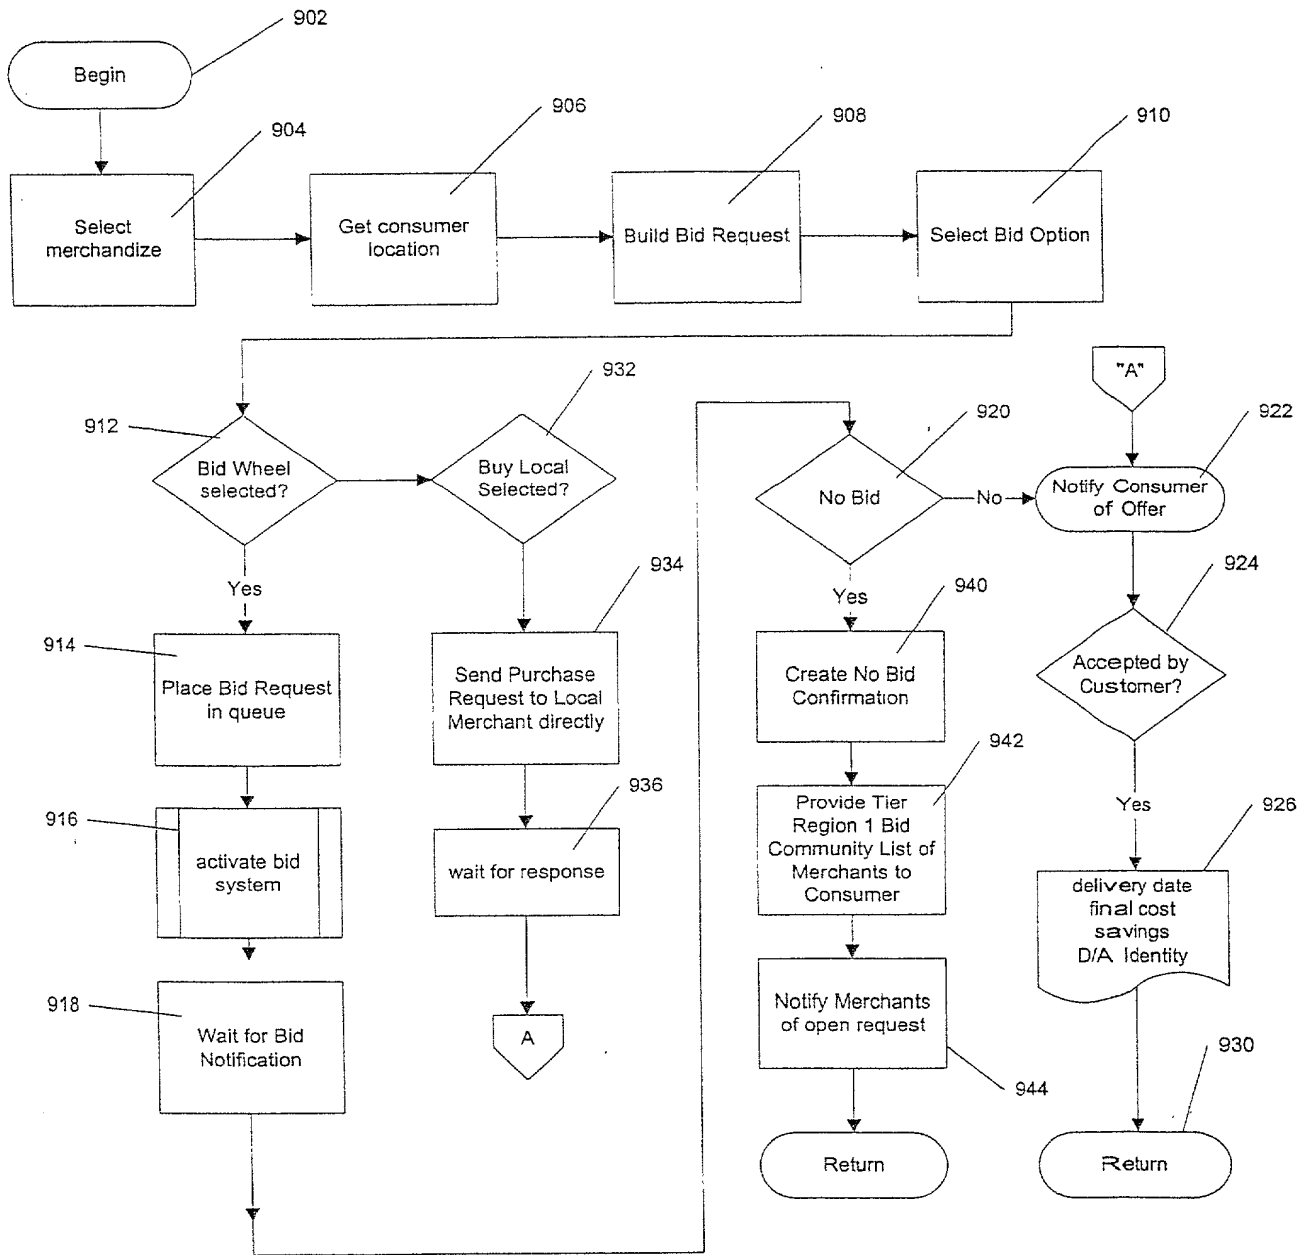 902
Begin
904
906
908
910
Select
merchandize
Get consumer
location
Build Bid Request
Select Bid Option
912
Bid Wheel
selected?
932
Buy Local
Selected?
920
No Bid
No
"A"
922
Notify Consumer
of Offer
Yes
914
Place Bid Request
in queue
934
Send Purchase
Request to Local
Merchant directly
Yes
940
Create No Bid
Confirmation
924
Accepted by
Customer?
916
activate bid
system
936
wait for response
942
Provide Tier
Region 1 Bid
Community List of
Merchants to
Consumer
Yes
926
delivery date
final cost
savings
D/A Identity
918
Wait for Bid
Notification
A
Notify Merchants
of open request
944
Return
930
Return